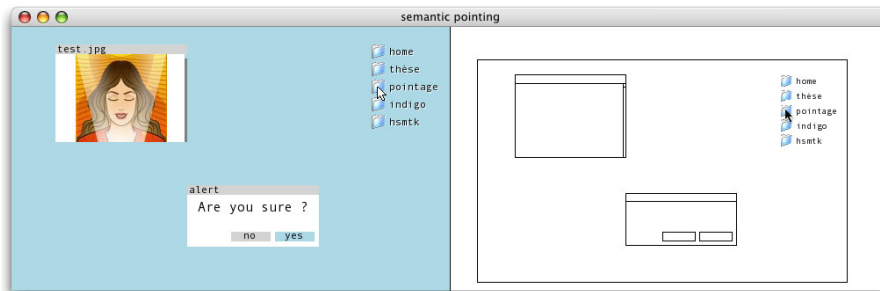 semantic pointing
test.jpg
home
thèse
pointage
indigo
hsmtk
alert
Are you sure ?
no yes
home
thèse
pointage
indigo
hsmtk